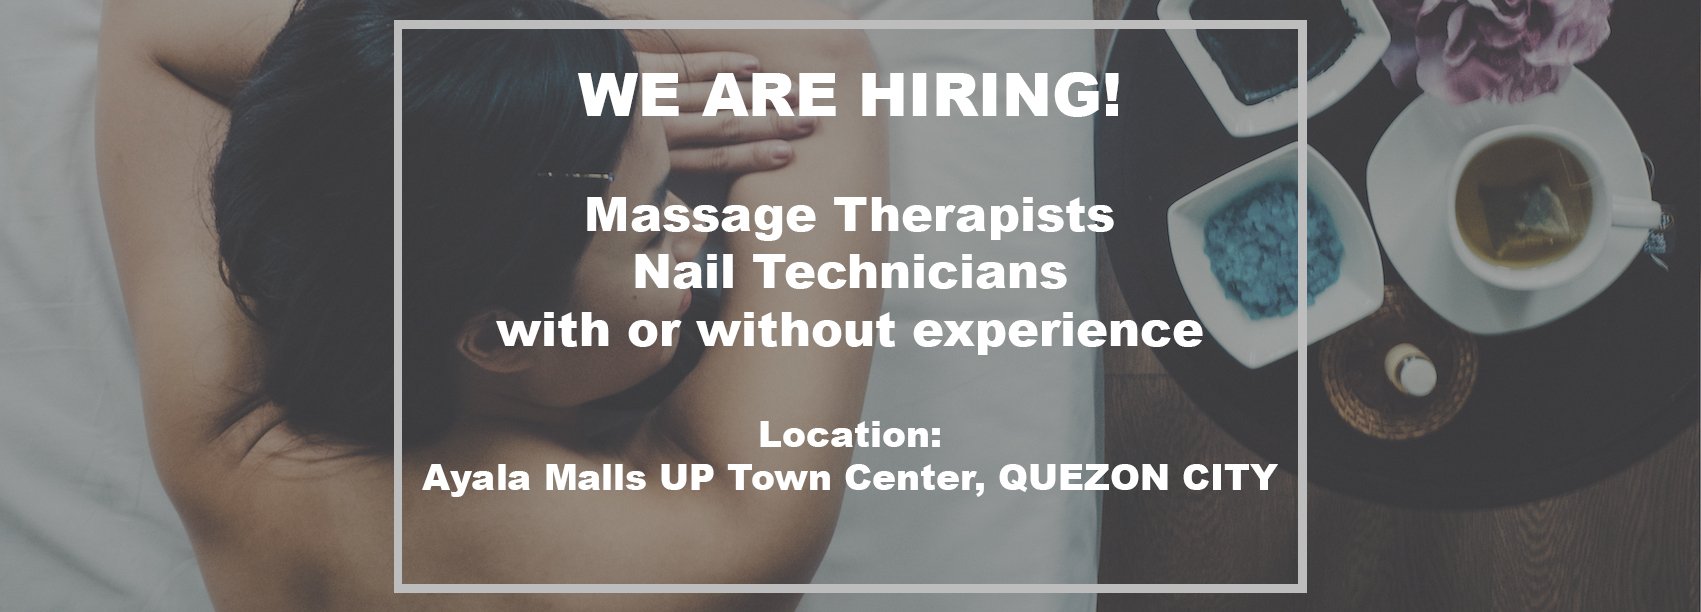 WE ARE HIRING!
Massage Therapists
Nail Technicians
with or without experience
Location:
Ayala Malls UP Town Center, QUEZON CITY